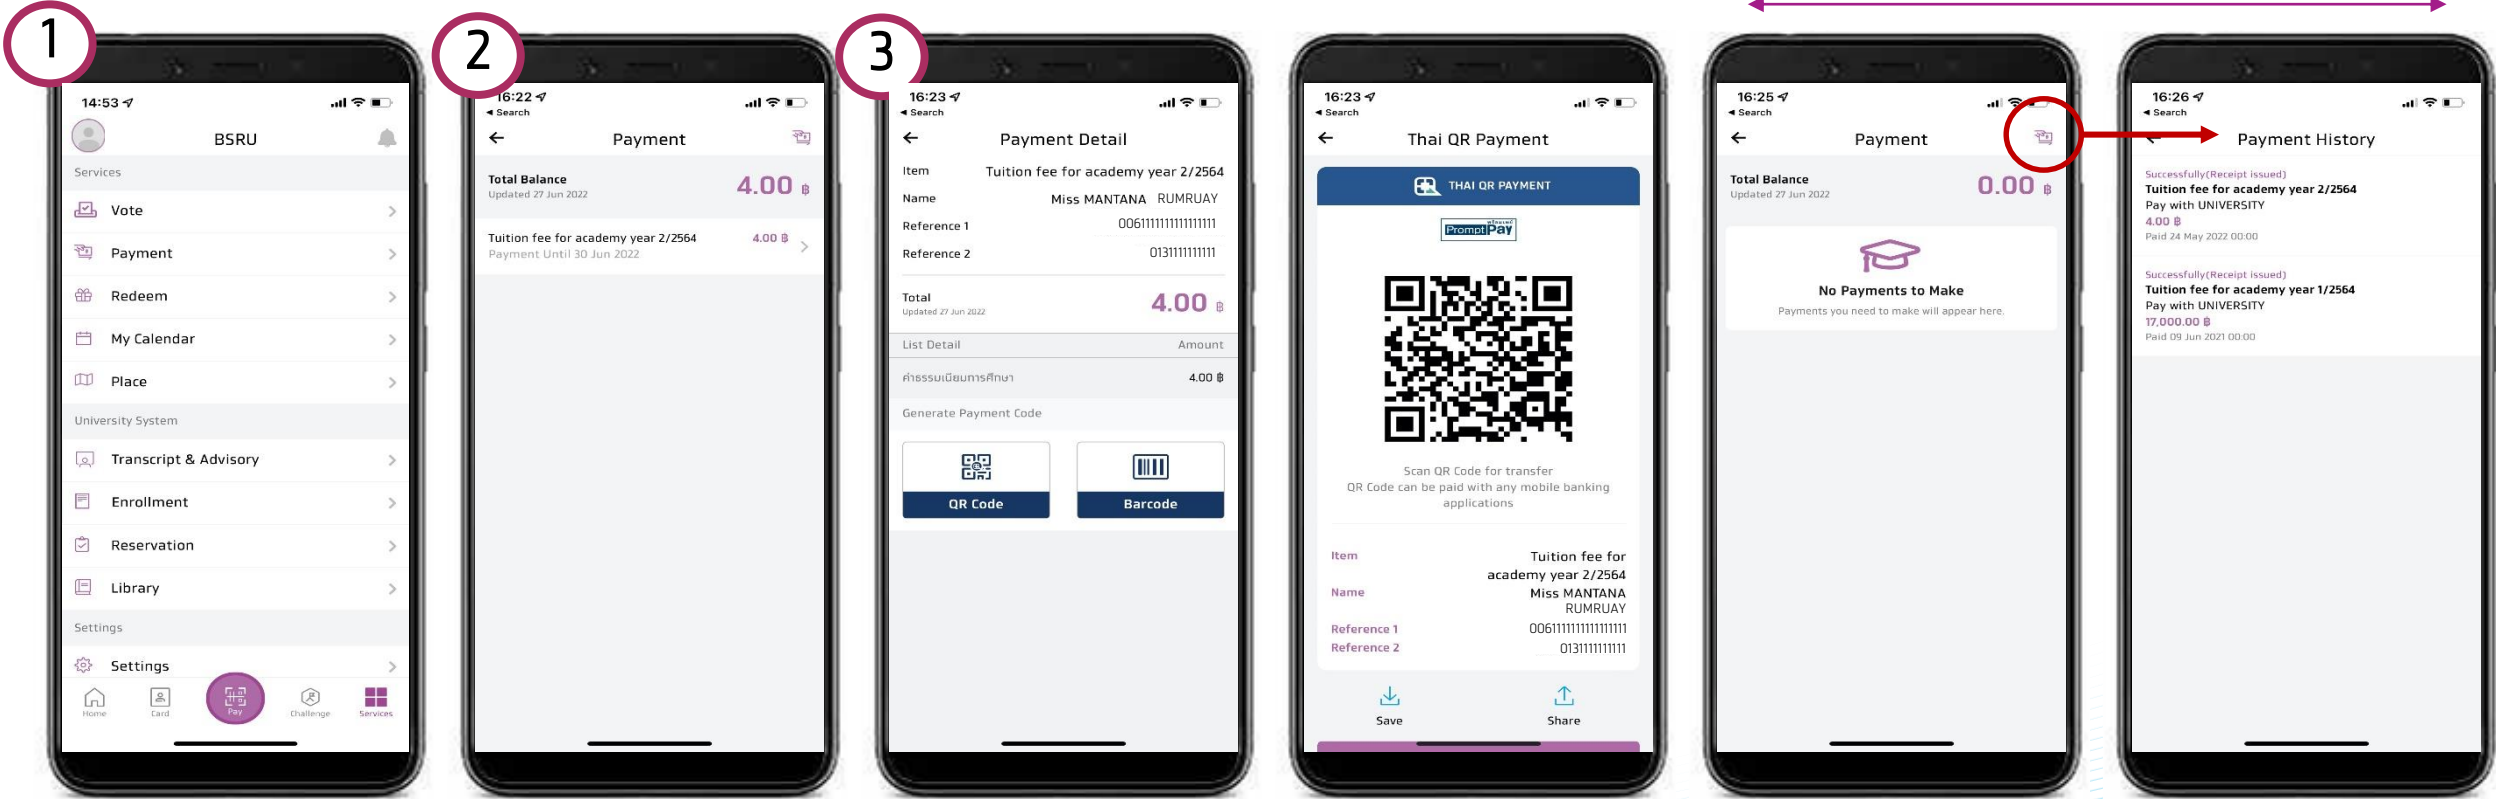 1
14:53
BSRU
Services
Vote
Payment
Redeem
My Calendar
Place
University System
Transcript & Advisory
Enrollment
Reservation
Library
Settings
Settings
Home
Card
Pay
Challenge
Services
2
16:22
Search
Payment
Total Balance
4.00 ฿
Updated 27 Jun 2022
Tuition fee for academy year 2/2564 4.00 ฿
Payment Until 30 Jun 2022
3
16:23
Search
Payment Detail
Item Tuition fee for academy year 2/2564
Name Miss MANTANA RUMRUAY
Reference 1 006111111111111111
Reference 2 0131111111111
Total
4.00 ฿
Updated 27 Jun 2022
List Detail Amount
ค่าธรรมเนียมการศึกษา 4.00 ฿
Generate Payment Code
QR Code
Barcode
16:23
Search
Thai QR Payment
THAI QR PAYMENT
พร้อมเพย์
PromptPay
Scan QR Code for transfer
QR Code can be paid with any mobile banking
applications
Item Tuition fee for
academy year 2/2564
Name Miss MANTANA
RUMRUAY
Reference 1 006111111111111111
Reference 2 0131111111111
Save
Share
16:25
Search
Payment
Total Balance
0.00 ฿
Updated 27 Jun 2022
No Payments to Make
Payments you need to make will appear here.
16:26
Search
Payment History
Successfully(Receipt issued)
Tuition fee for academy year 2/2564
Pay with UNIVERSITY
4.00 ฿
Paid 24 May 2022 00:00
Successfully(Receipt issued)
Tuition fee for academy year 1/2564
Pay with UNIVERSITY
17,000.00 ฿
Paid 09 Jun 2021 00:00